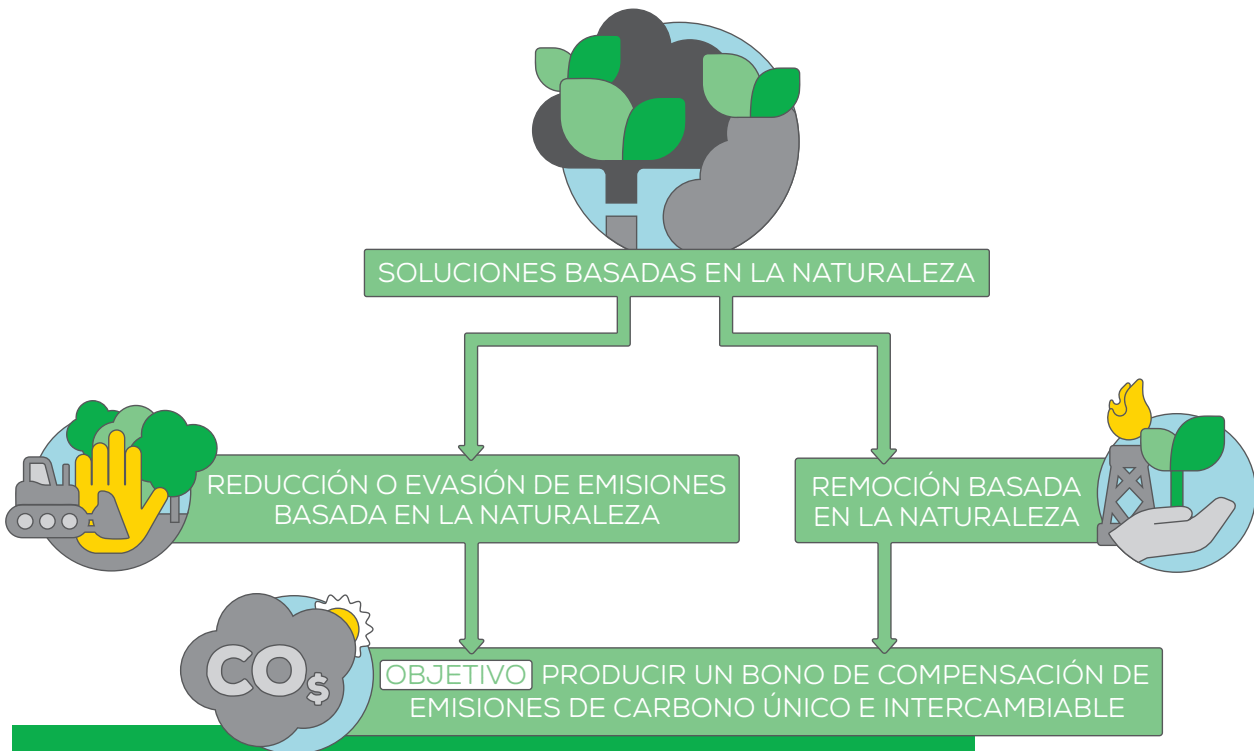 SOLUCIONES BASADAS EN LA NATURALEZA
REDUCCIÓN O EVASIÓN DE EMISIONES
BASADA EN LA NATURALEZA
REMOCIÓN BASADA
EN LA NATURALEZA
CO$
OBJETIVO PRODUCIR UN BONO DE COMPENSACIÓN DE
EMISIONES DE CARBONO ÚNICO E INTERCAMBIABLE